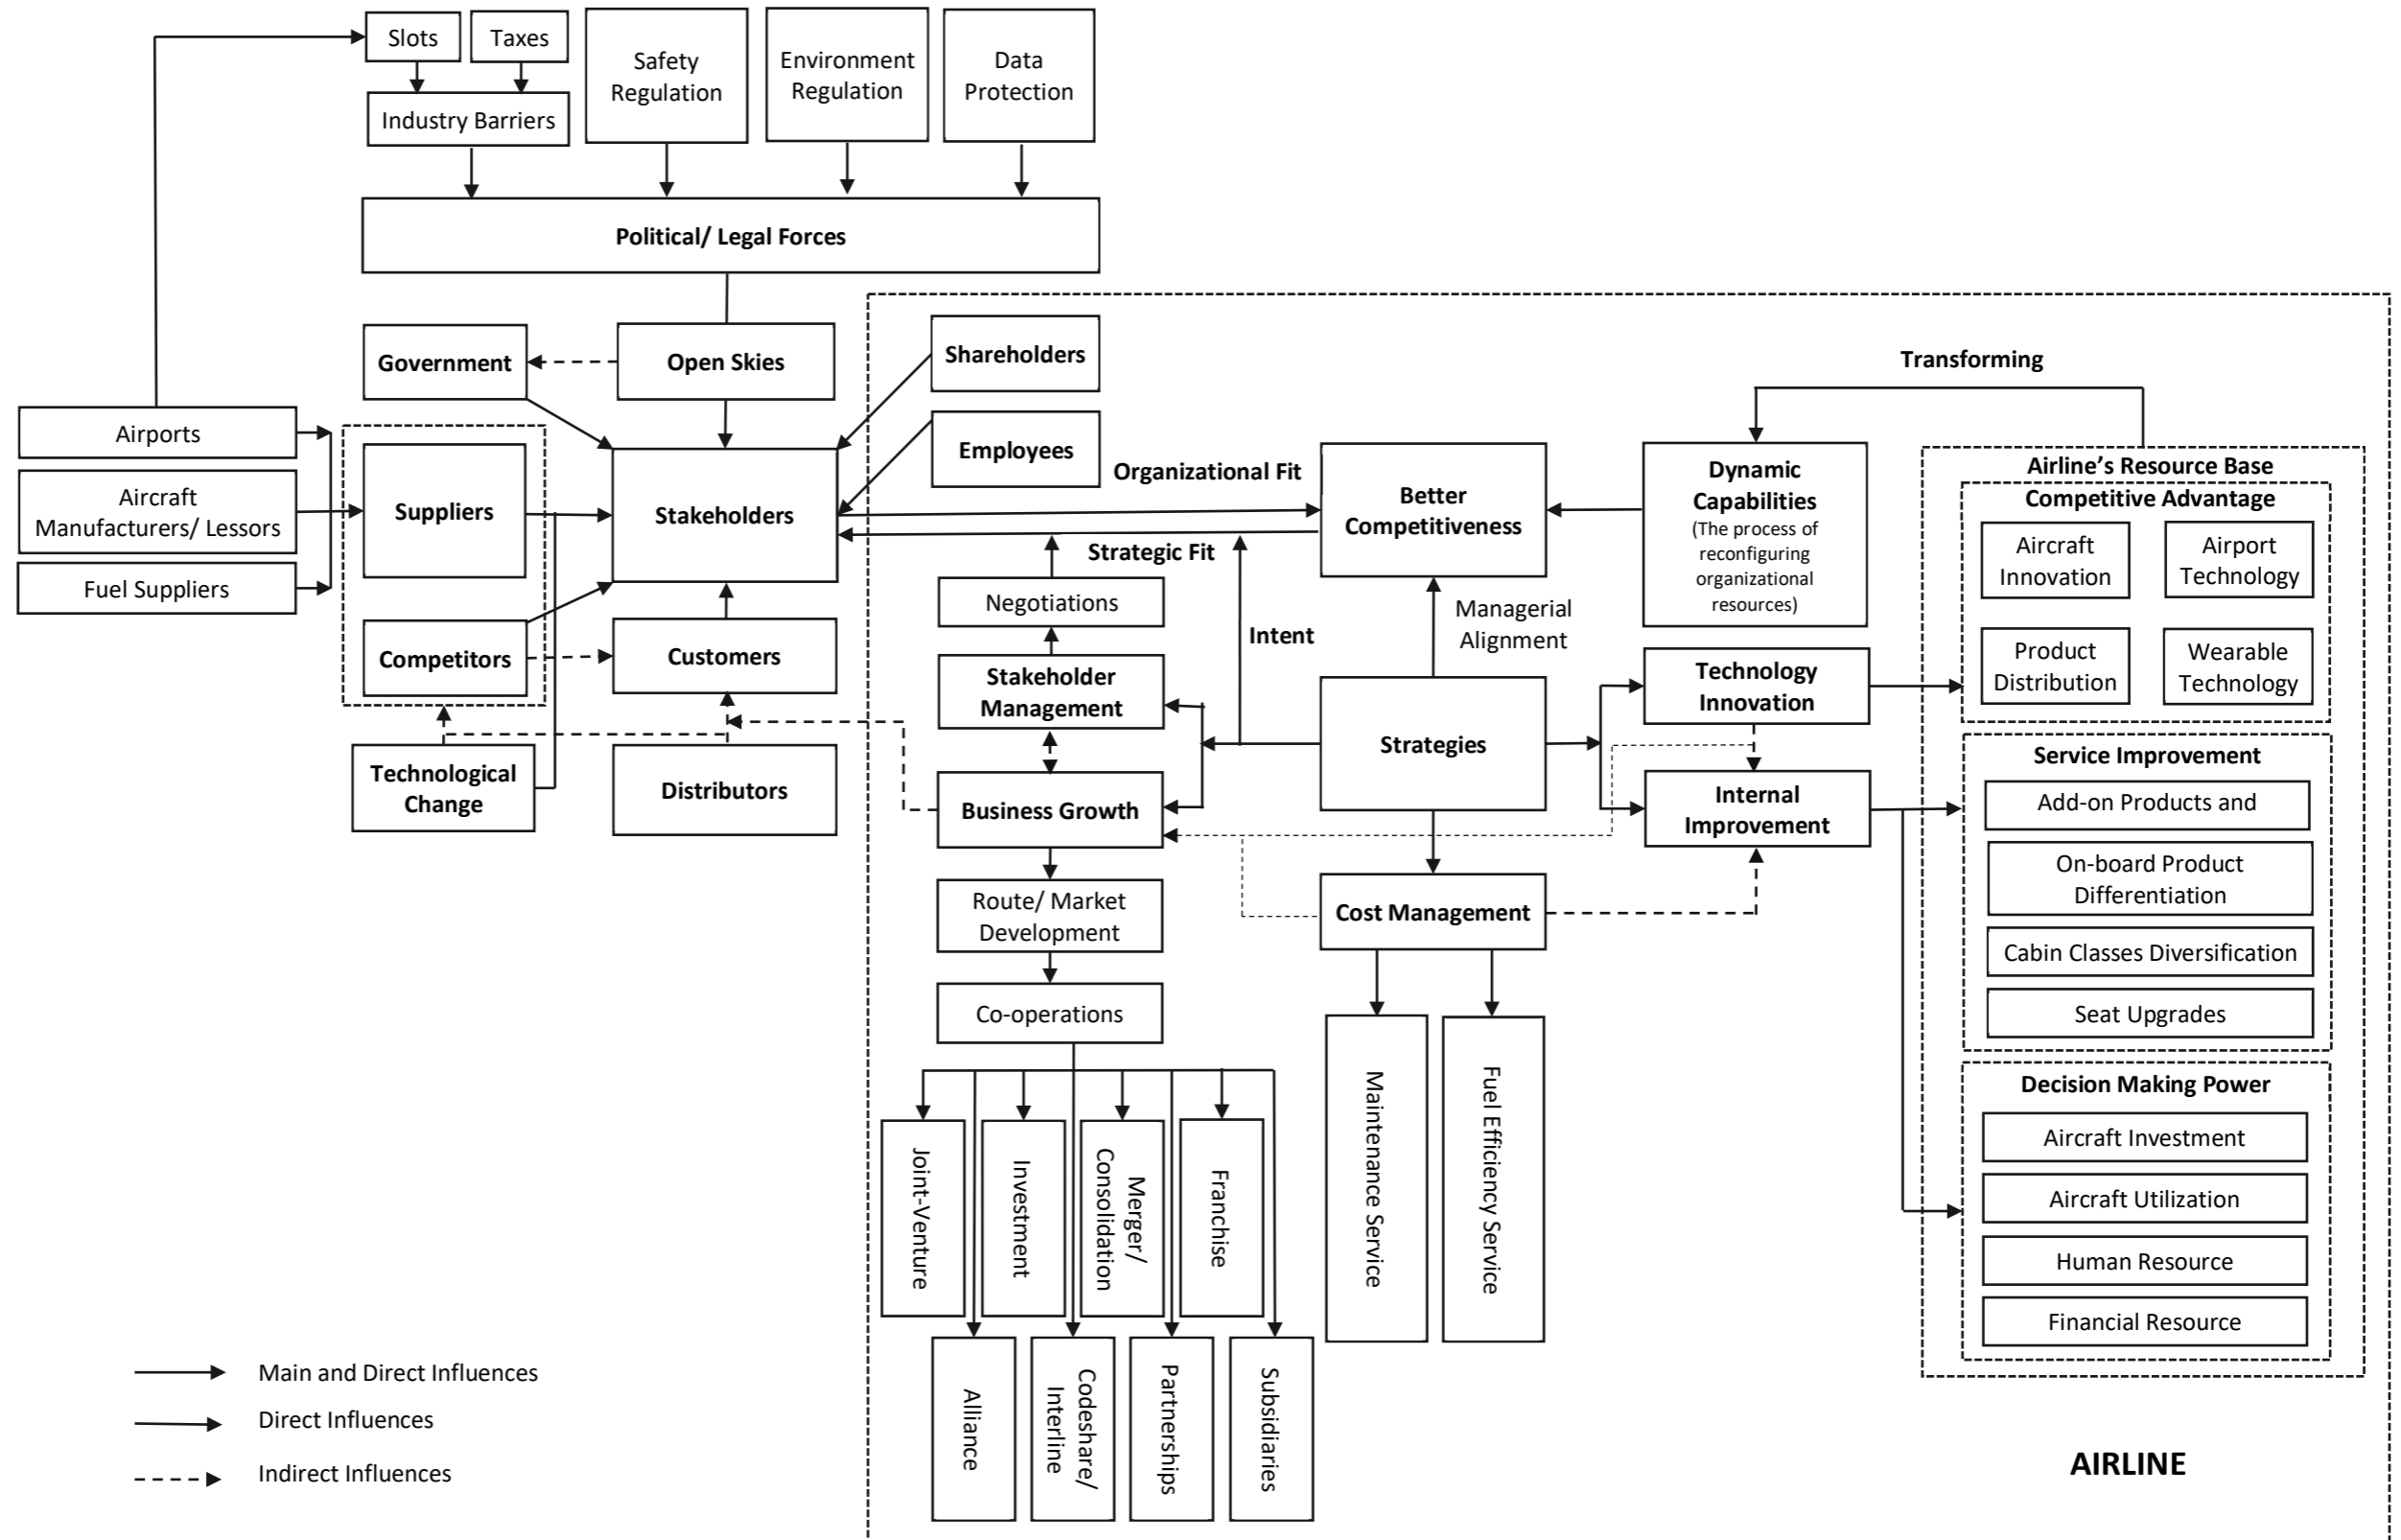 Slots
Taxes
Safety
Regulation
Environment
Regulation
Data
Protection
Industry Barriers
Political/ Legal Forces
Government
Open Skies
Shareholders
Employees
Airports
Aircraft
Manufacturers/ Lessors
Fuel Suppliers
Suppliers
Stakeholders
Competitors
Customers
Technological
Change
Distributors
Organizational Fit
Strategic Fit
Better
Competitiveness
Transforming
Dynamic
Capabilities
(The process of
reconfiguring
organizational
resources)
Negotiations
Intent
Managerial
Alignment
Stakeholder
Management
Strategies
Technology
Innovation
Business Growth
Internal
Improvement
Route/ Market
Development
Cost Management
Co-operations
Joint-Venture
Investment
Merger/
Consolidation
Franchise
Alliance
Codeshare/
Interline
Partnerships
Subsidiaries
Maintenance Service
Fuel Efficiency Service
Airline’s Resource Base
Competitive Advantage
Aircraft
Innovation
Airport
Technology
Product
Distribution
Wearable
Technology
Service Improvement
Add-on Products and
On-board Product
Differentiation
Cabin Classes Diversification
Seat Upgrades
Decision Making Power
Aircraft Investment
Aircraft Utilization
Human Resource
Financial Resource
Main and Direct Influences
Direct Influences
Indirect Influences
AIRLINE